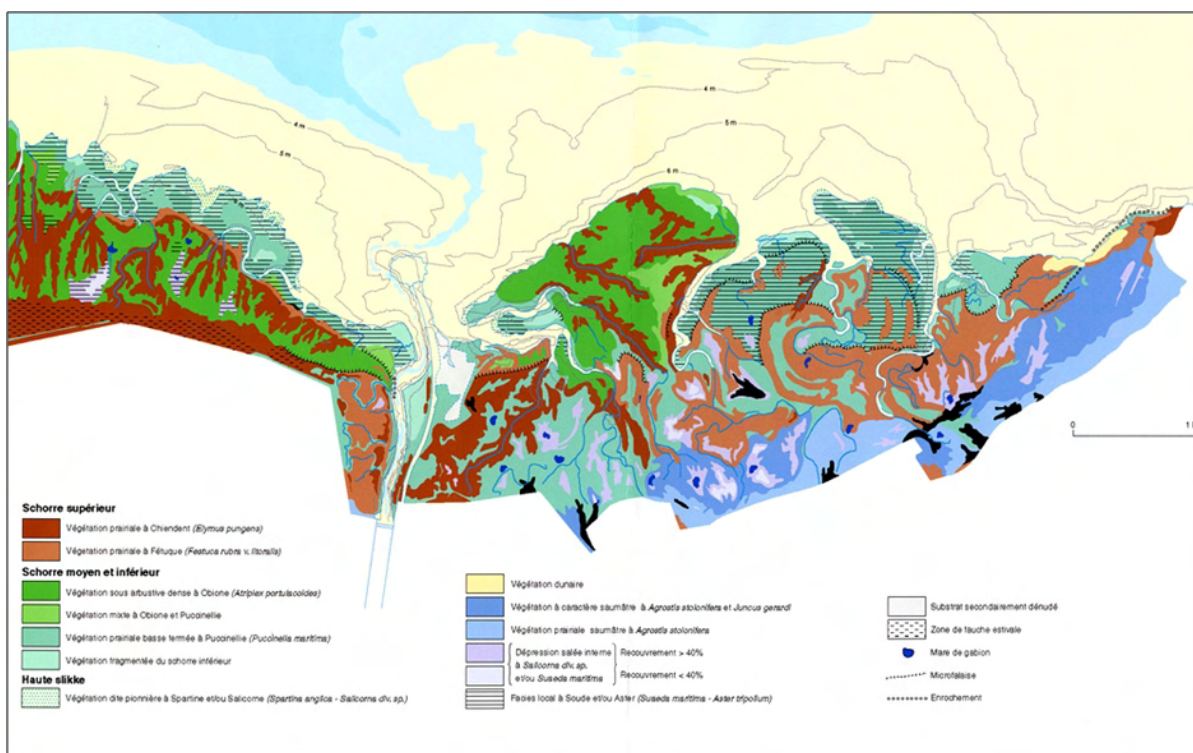 4 m
5 m
4 m
5 m
6 m
0
1
Schorre supérieur
Végétation prairiale à Chiendent (Elymus pungens)
Végetation prairiale à Fétuque (Festuca rubra v. litoralis)
Schorre moyen et inférieur
Végétation sous arbustive dense à Obione (Atriplex portulacoides)
Végétation mixte à Obione et Puccinellie
Végétation prairiale basse fermée à Puccinellie (Puccinellia maritima)
Végétation fragmentée du schorre inférieur
Haute slikke
Végétation dite pionnière à Spartine et/ou Salicorne (Spartina anglica - Salicornia div. sp.)
Végétation dunaire
Végétation à caractère saumâtre à Agrostis stolonifera et Juncus gerardi
Végétation prairiale saumâtre à Agrostis stolonifera
Dépression salée interne
à Salicornia div. sp.
et/ou Suaeda maritima
Recouvrement > 40%
Recouvrement < 40%
Faciès local à Soude et/ou Aster (Suaeda maritima - Aster tripolium)
Substrat secondairement dénudé
Zone de fauche estivale
Mare de gabion
Microfalaise
Enrochement